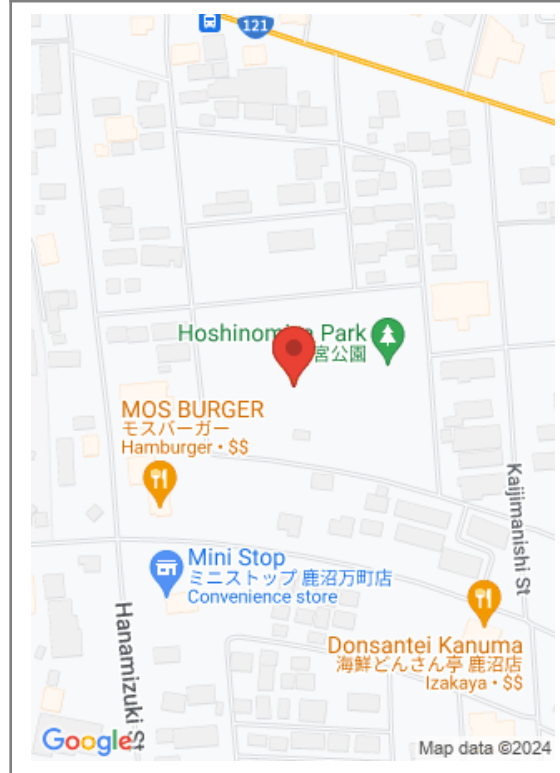 121
Hoshinomiya Park
宮公園
MOS BURGER
モスバーガー
Hamburger • $$
Mini Stop
ミニストップ 鹿沼万町店
Convenience store
Kaijimanishi St
Donsantei Kanuma
海鮮どんさん亭 鹿沼店
Izakaya • $$
Hanamizuki St
Google
Map data ©2024